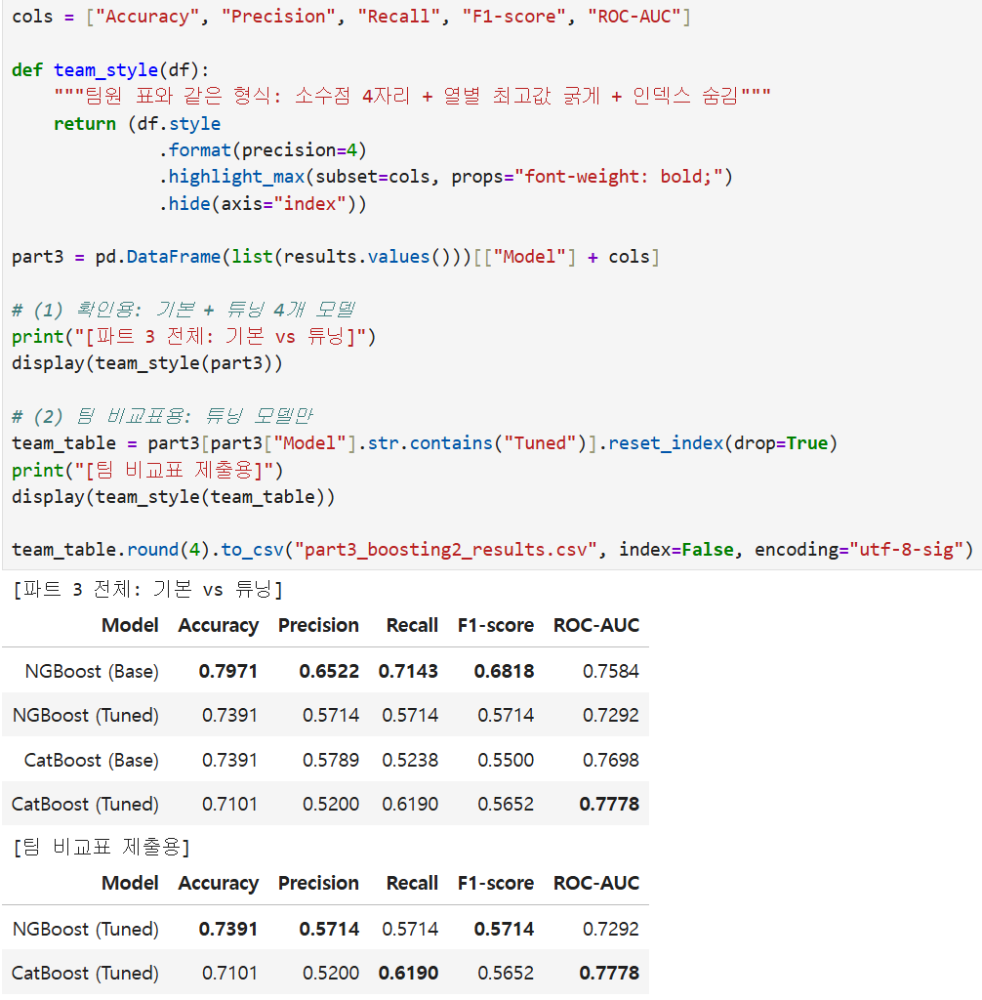 cols = ["Accuracy", "Precision", "Recall", "F1-score", "ROC-AUC"]
def team_style(df):
"""팀원 표와 같은 형식: 소수점 4자리 + 열별 최고값 굵게 + 인덱스 숨김"""
return (df.style
.format(precision=4)
.highlight_max(subset=cols, props="font-weight: bold;")
.hide(axis="index"))
part3 = pd.DataFrame(list(results.values()))[["Model"] + cols]
# (1) 확인용: 기본 + 튜닝 4개 모델
print("[파트 3 전체: 기본 vs 튜닝]")
display(team_style(part3))
# (2) 팀 비교표용: 튜닝 모델만
team_table = part3[part3["Model"].str.contains("Tuned")].reset_index(drop=True)
print("[팀 비교표 제출용]")
display(team_style(team_table))
team_table.round(4).to_csv("part3_boosting2_results.csv", index=False, encoding="utf-8-sig")
[파트 3 전체: 기본 vs 튜닝]
Model Accuracy Precision Recall F1-score ROC-AUC
NGBoost (Base) 0.7971 0.6522 0.7143 0.6818 0.7584
NGBoost (Tuned) 0.7391 0.5714 0.5714 0.5714 0.7292
CatBoost (Base) 0.7391 0.5789 0.5238 0.5500 0.7698
CatBoost (Tuned) 0.7101 0.5200 0.6190 0.5652 0.7778
[팀 비교표 제출용]
Model Accuracy Precision Recall F1-score ROC-AUC
NGBoost (Tuned) 0.7391 0.5714 0.5714 0.5714 0.7292
CatBoost (Tuned) 0.7101 0.5200 0.6190 0.5652 0.7778